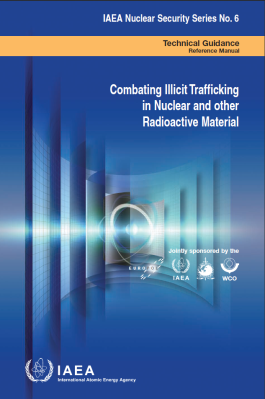 IAEA Nuclear Security Series No. 6
Technical Guidance
Reference Manual
Combating Illicit Trafficking
in Nuclear and other
Radioactive Material
Jointly sponsored by the
IAEA
WCO
IAEA
International Atomic Energy Agency